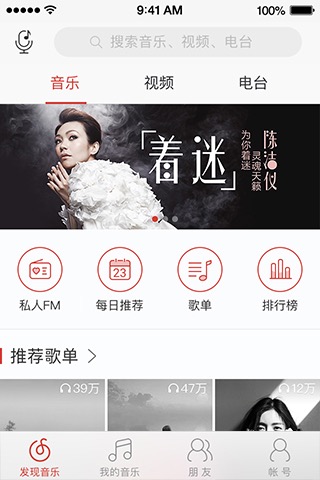 9:41 AM 100%
搜索音乐、视频、电台
音乐 视频 电台
「着迷」
为你着迷
灵魂天籁
陈洁仪
23
私人FM 每日推荐 歌单 排行榜
推荐歌单 >
39万 47万 12万
发现音乐 我的音乐 朋友 帐号